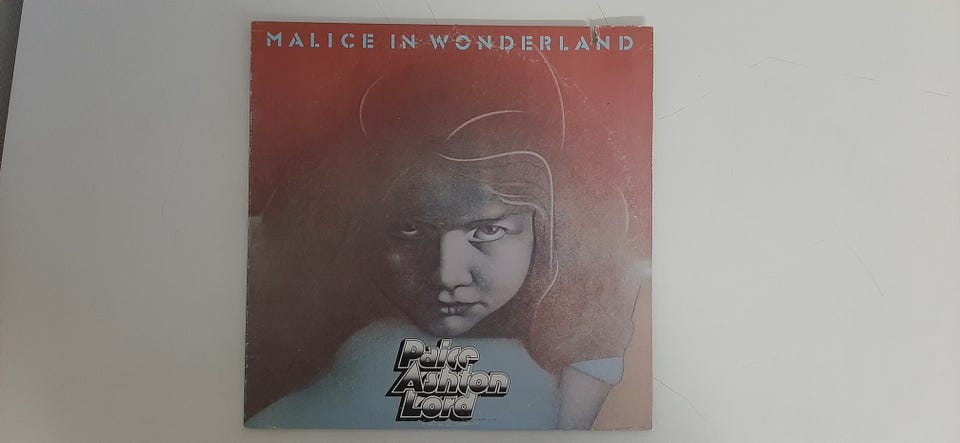 MALICE IN WONDERLAND
Paice
Ashton
Lord